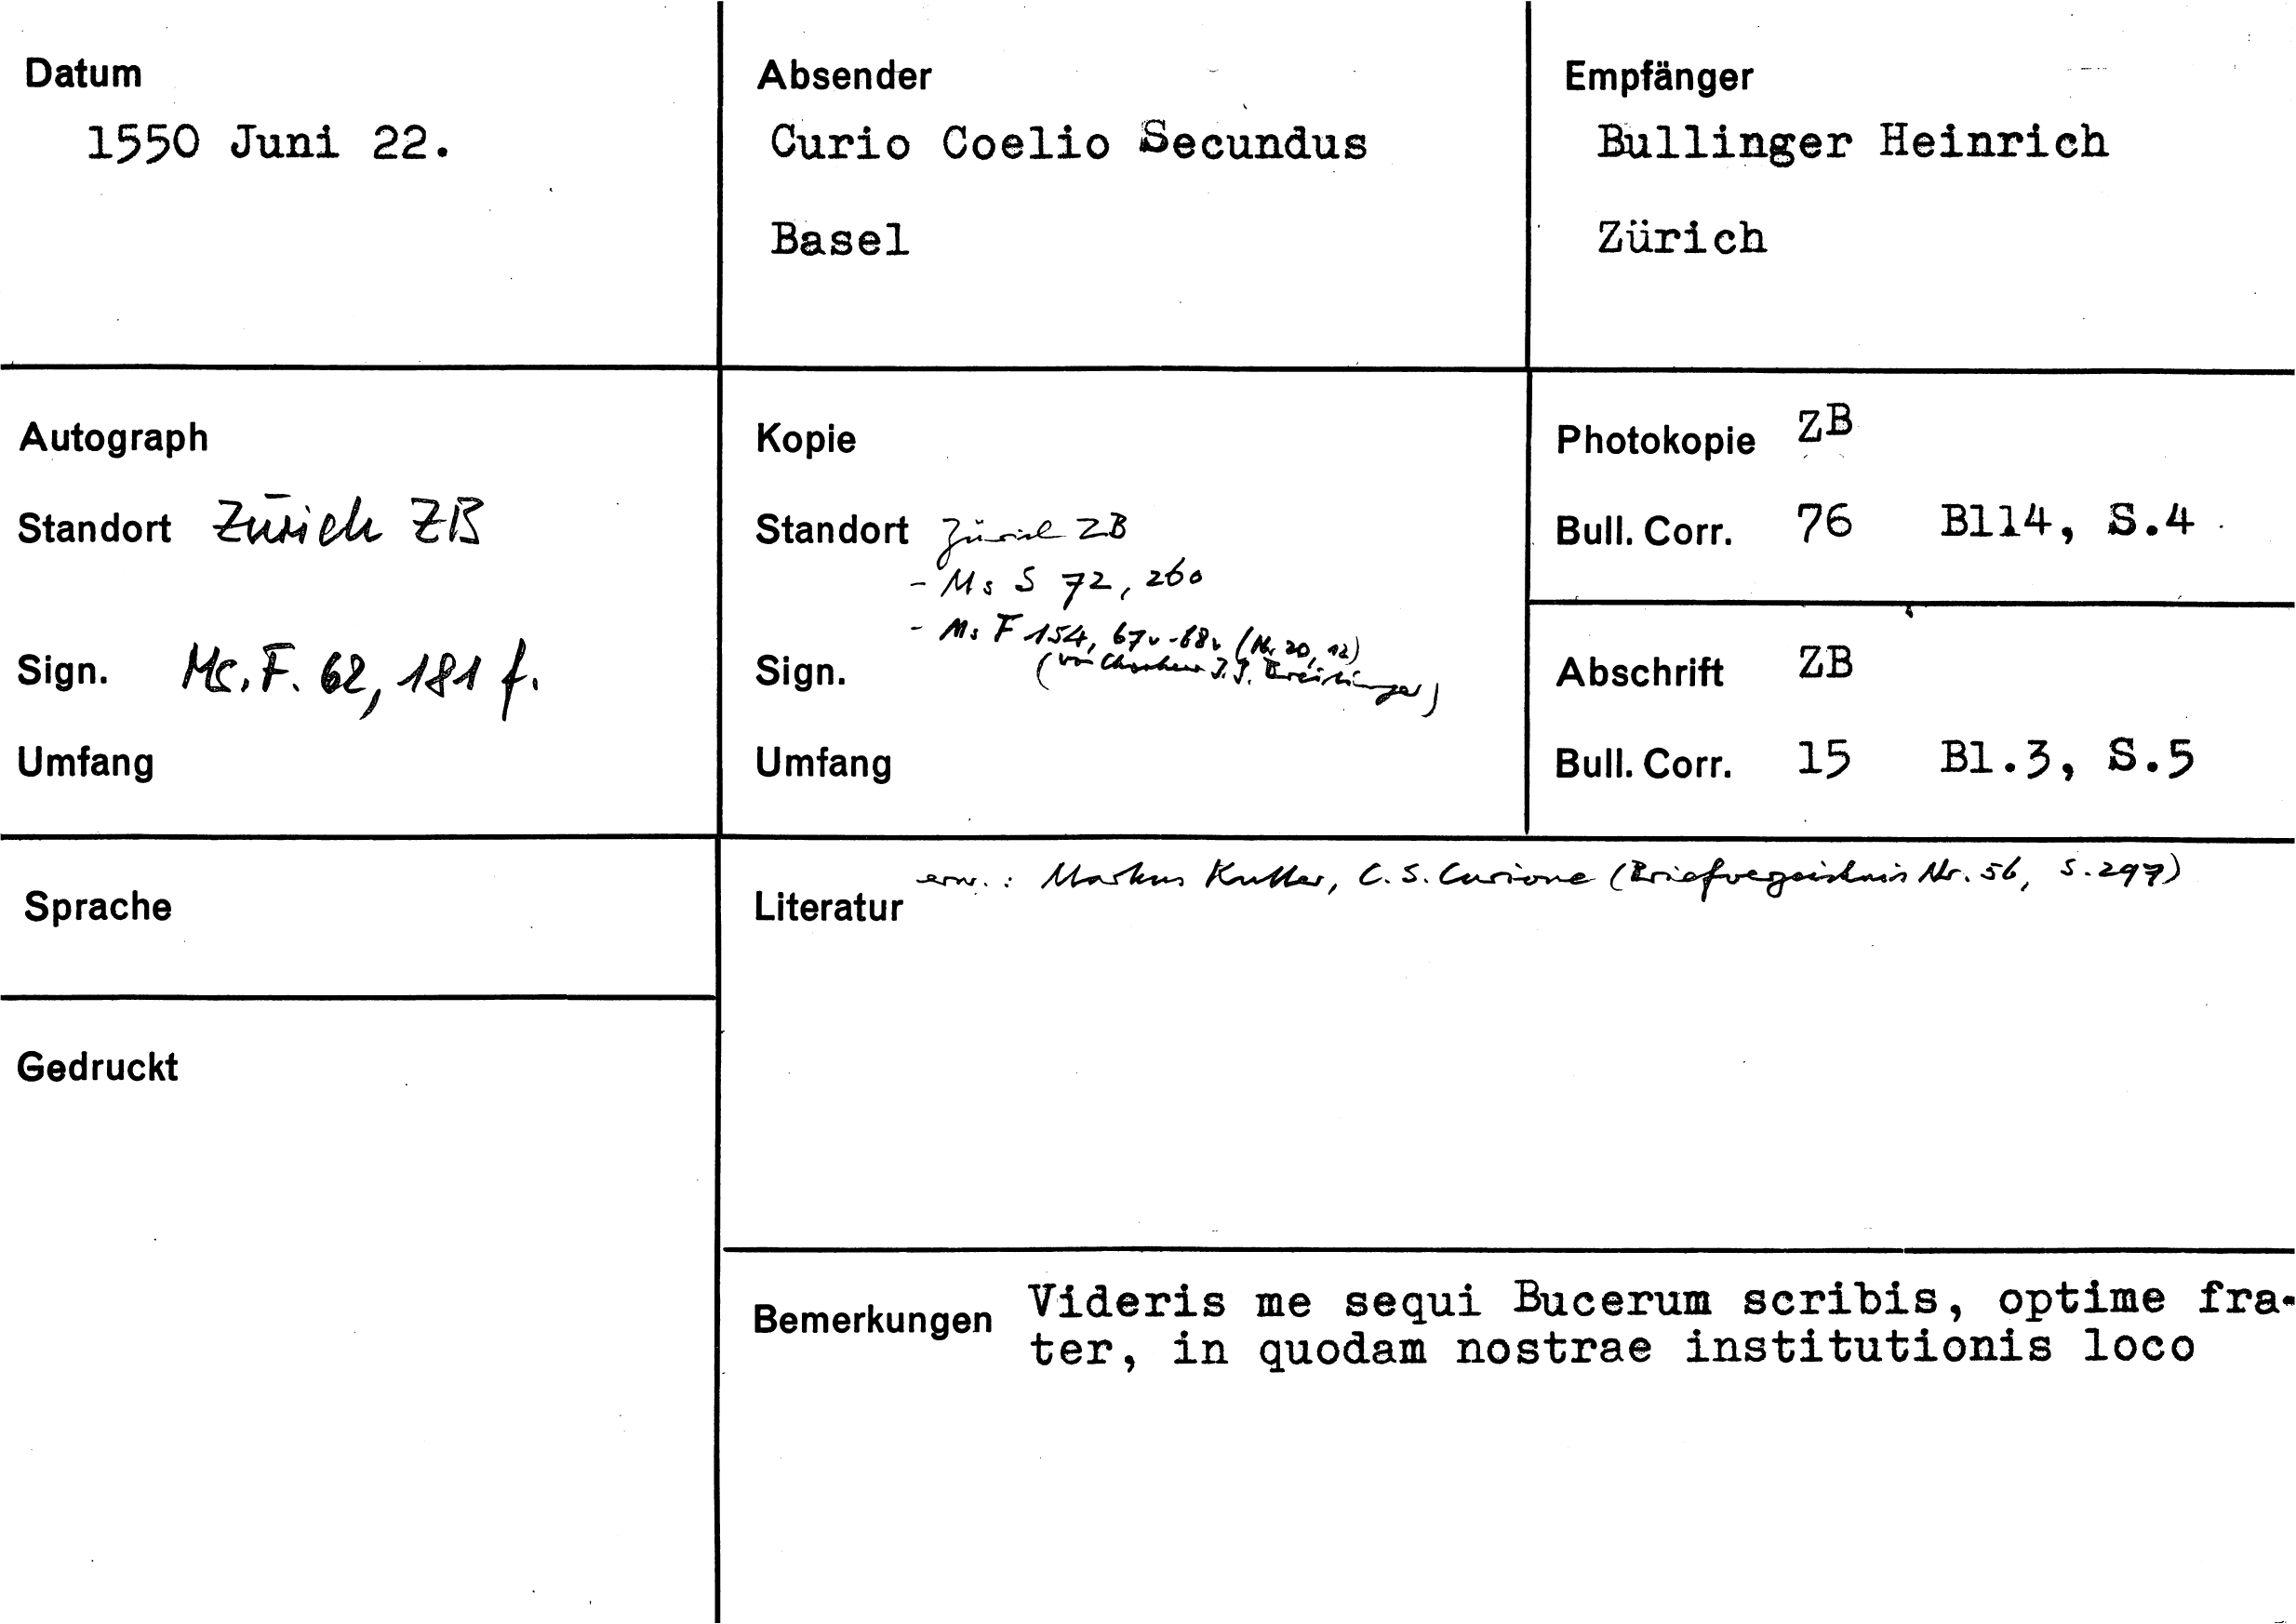 Datum
1550 Juni 22.
Absender
Curio Coelio Secundus
Basel
Empfänger
Bullinger Heinrich
Zürich
Autograph
Standort Zürich ZB
Sign. Ms. F. 62, 181 f.
Umfang
Kopie
Standort Zürich ZB
- Ms S 72, 260
- Ms F 154, 67v-68v (Nr. 20, 12)
Sign. (von Chorherr J. J. Breitinger)
Umfang
Photokopie ZB
Bull. Corr. 76 Bl14, S.4
Abschrift ZB
Bull. Corr. 15 Bl.3, S.5
Sprache
Gedruckt
erw.: Markus Kutter, C. S. Curione (Briefverzeichnis Nr. 56, S. 297)
Literatur
Bemerkungen Videris me sequi Bucerum scribis, optime fra-
ter, in quodam nostrae institutionis loco